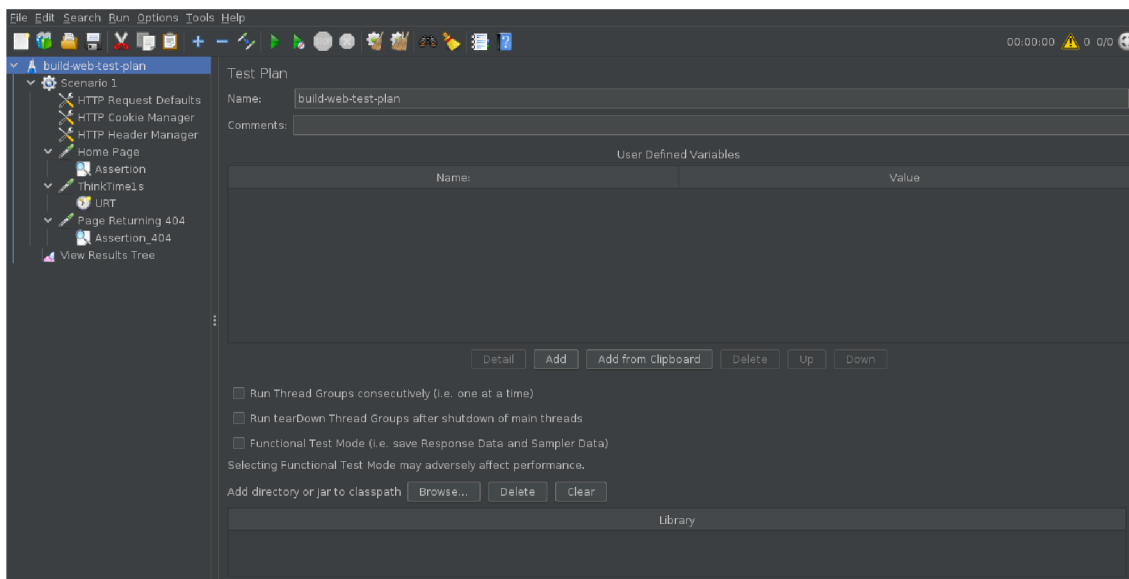 File Edit Search Run Options Tools Help
00:00:00 0 0/0
build-web-test-plan
Scenario 1
HTTP Request Defaults
HTTP Cookie Manager
HTTP Header Manager
Home Page
Assertion
ThinkTime1s
URT
Page Returning 404
Assertion_404
View Results Tree
Test Plan
Name: build-web-test-plan
Comments:
User Defined Variables
Name: Value
Detail Add Add from Clipboard Delete Up Down
Run Thread Groups consecutively (i.e. one at a time)
Run tearDown Thread Groups after shutdown of main threads
Functional Test Mode (i.e. save Response Data and Sampler Data)
Selecting Functional Test Mode may adversely affect performance.
Add directory or jar to classpath Browse... Delete Clear
Library